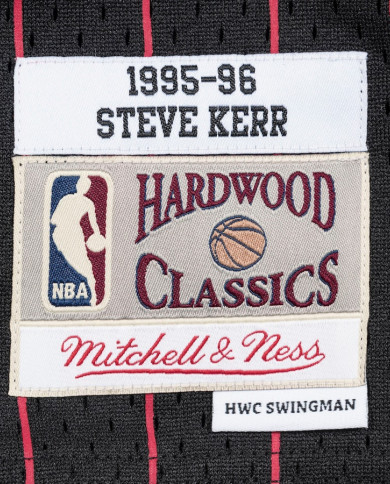 1995-96
STEVE KERR
HARDWOOD
NBA
CLASSICS
Mitchell & Ness
HWC SWINGMAN